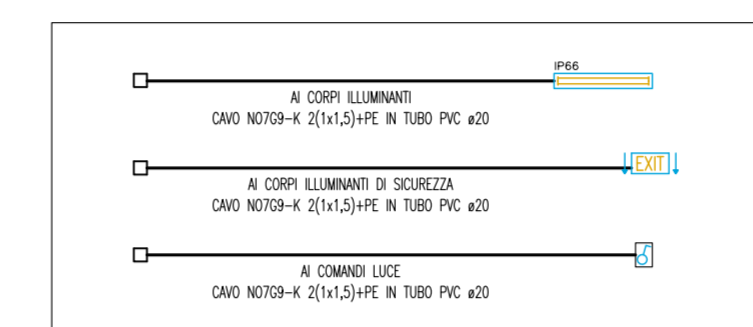 IP66
AI CORPI ILLUMINANTI
CAVO N07G9-K 2(1x1,5)+PE IN TUBO PVC ø20
EXIT
AI CORPI ILLUMINANTI DI SICUREZZA
CAVO N07G9-K 2(1x1,5)+PE IN TUBO PVC ø20
AI COMANDI LUCE
CAVO N07G9-K 2(1x1,5)+PE IN TUBO PVC ø20